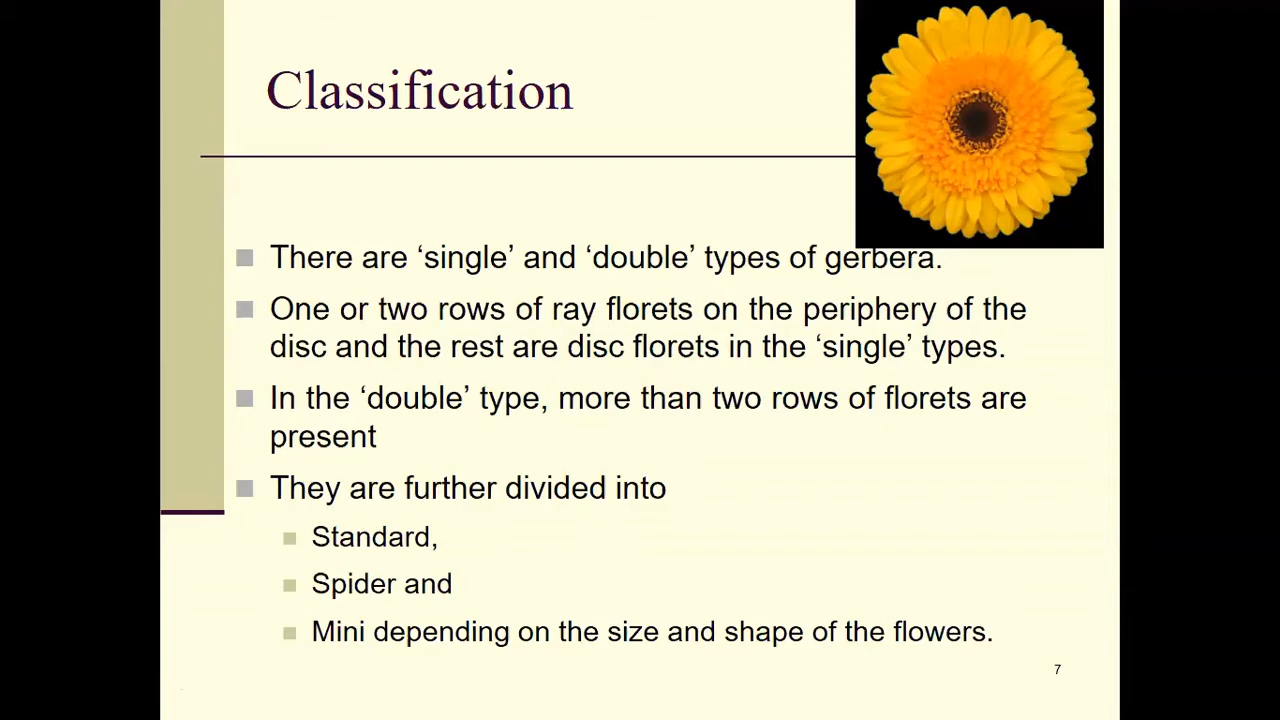 Classification
There are ‘single’ and ‘double’ types of gerbera.
One or two rows of ray florets on the periphery of the
disc and the rest are disc florets in the ‘single’ types.
In the ‘double’ type, more than two rows of florets are
present
They are further divided into
Standard,
Spider and
Mini depending on the size and shape of the flowers.
7